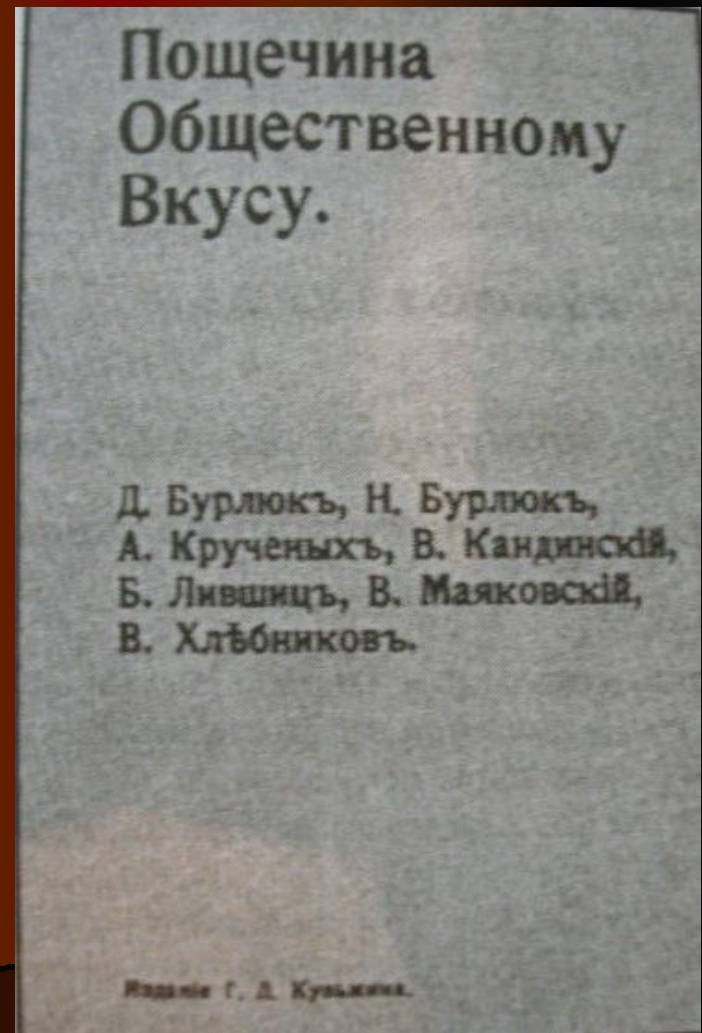 Пощечина
Общественному
Вкусу.
Д. Бурлюкъ, Н. Бурлюкъ,
А. Крученыхъ, В. Кандинскій,
Б. Лившицъ, В. Маяковскій,
В. Хлѣбниковъ.
Изданіе Г. Д. Кузьмина.